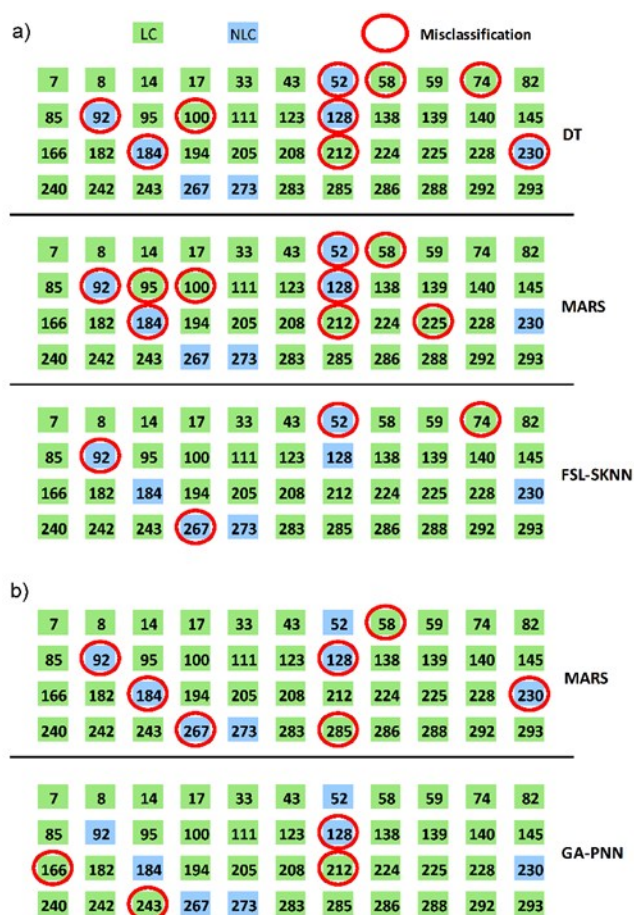 a) LC NLC Misclassification
7 8 14 17 33 43 52 58 59 74 82
85 92 95 100 111 123 128 138 139 140 145
DT
166 182 184 194 205 208 212 224 225 228 230
240 242 243 267 273 283 285 286 288 292 293
7 8 14 17 33 43 52 58 59 74 82
85 92 95 100 111 123 128 138 139 140 145
MARS
166 182 184 194 205 208 212 224 225 228 230
240 242 243 267 273 283 285 286 288 292 293
7 8 14 17 33 43 52 58 59 74 82
85 92 95 100 111 123 128 138 139 140 145
FSL-SKNN
166 182 184 194 205 208 212 224 225 228 230
240 242 243 267 273 283 285 286 288 292 293
b)
7 8 14 17 33 43 52 58 59 74 82
85 92 95 100 111 123 128 138 139 140 145
MARS
166 182 184 194 205 208 212 224 225 228 230
240 242 243 267 273 283 285 286 288 292 293
7 8 14 17 33 43 52 58 59 74 82
85 92 95 100 111 123 128 138 139 140 145
GA-PNN
166 182 184 194 205 208 212 224 225 228 230
240 242 243 267 273 283 285 286 288 292 293